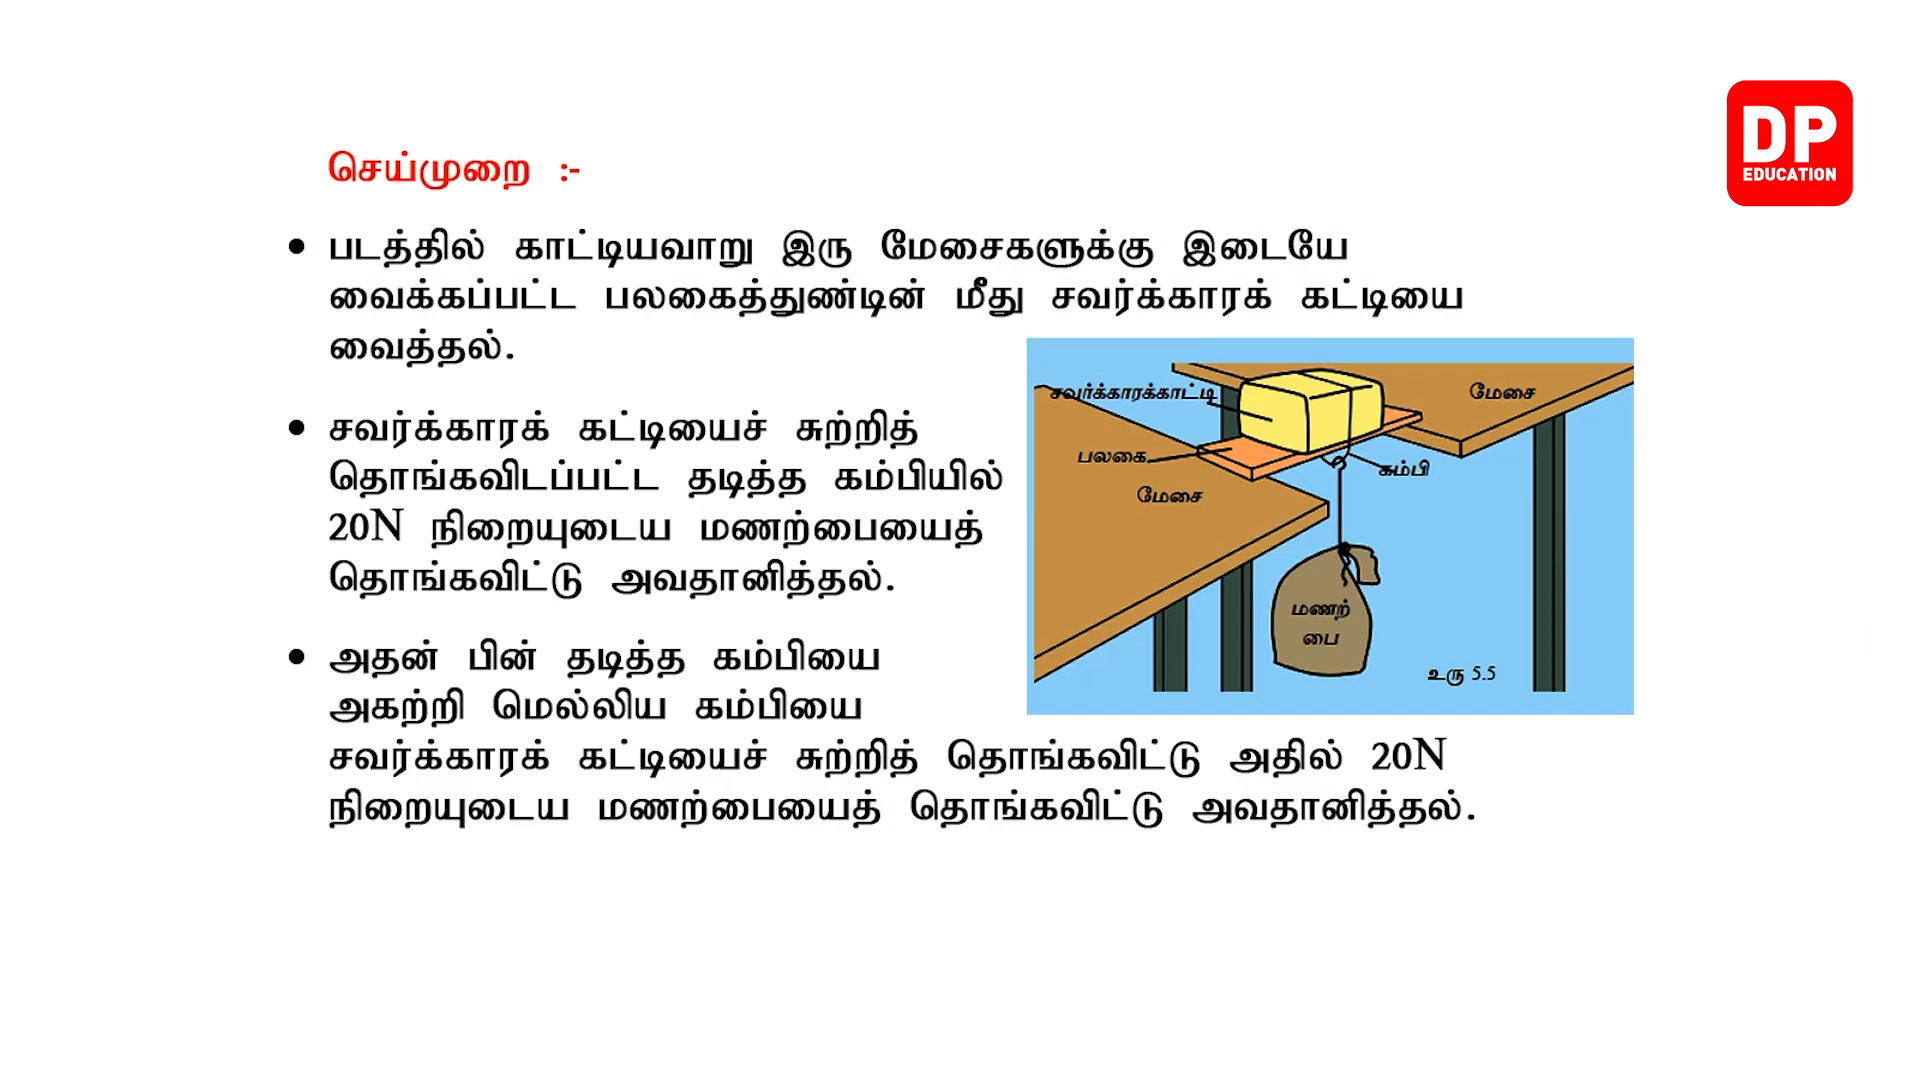 DP
EDUCATION
செய்முறை :-
• படத்தில் காட்டியவாறு இரு மேசைகளுக்கு இடையே
வைக்கப்பட்ட பலகைத்துண்டின் மீது சவர்க்காரக் கட்டியை
வைத்தல்.
• சவர்க்காரக் கட்டியைச் சுற்றித்
தொங்கவிடப்பட்ட தடித்த கம்பியில்
20N நிறையுடைய மணற்பையைத்
தொங்கவிட்டு அவதானித்தல்.
• அதன் பின் தடித்த கம்பியை
அகற்றி மெல்லிய கம்பியை
சவர்க்காரக் கட்டியைச் சுற்றித் தொங்கவிட்டு அதில் 20N
நிறையுடைய மணற்பையைத் தொங்கவிட்டு அவதானித்தல்.
சவர்க்காரக்காட்டி
மேசை
பலகை
கம்பி
மேசை
மணற்
பை
உரு 5.5